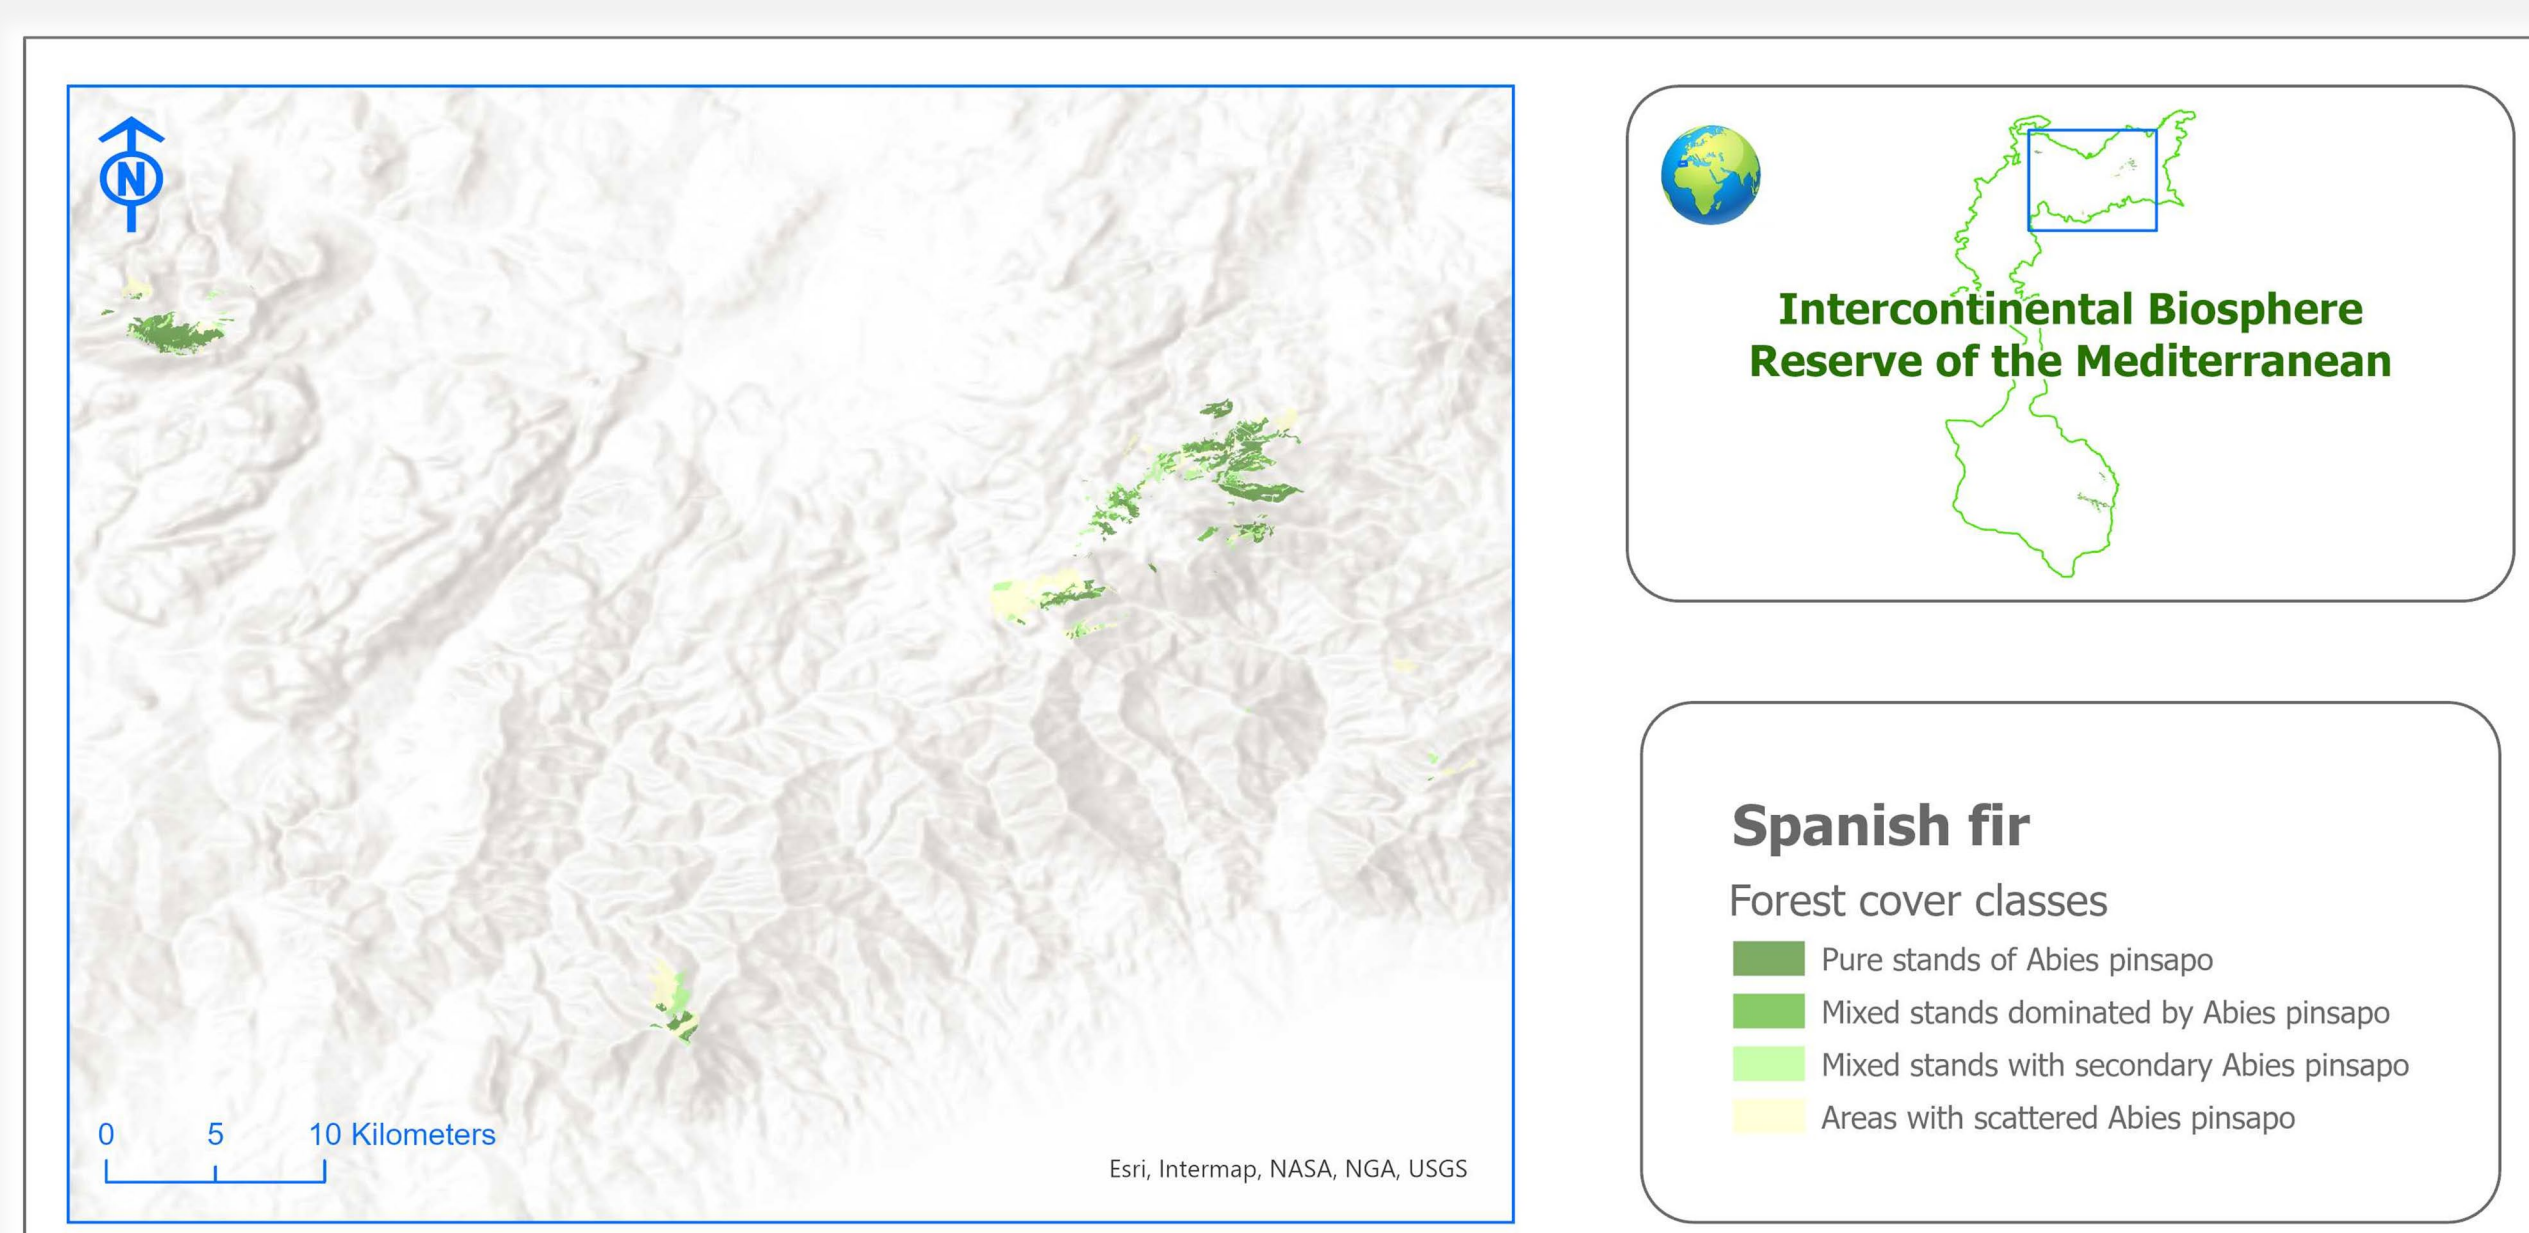 N
Intercontinental Biosphere
Reserve of the Mediterranean
Spanish fir
Forest cover classes
Pure stands of Abies pinsapo
Mixed stands dominated by Abies pinsapo
Mixed stands with secondary Abies pinsapo
Areas with scattered Abies pinsapo
0 5 10 Kilometers
Esri, Intermap, NASA, NGA, USGS